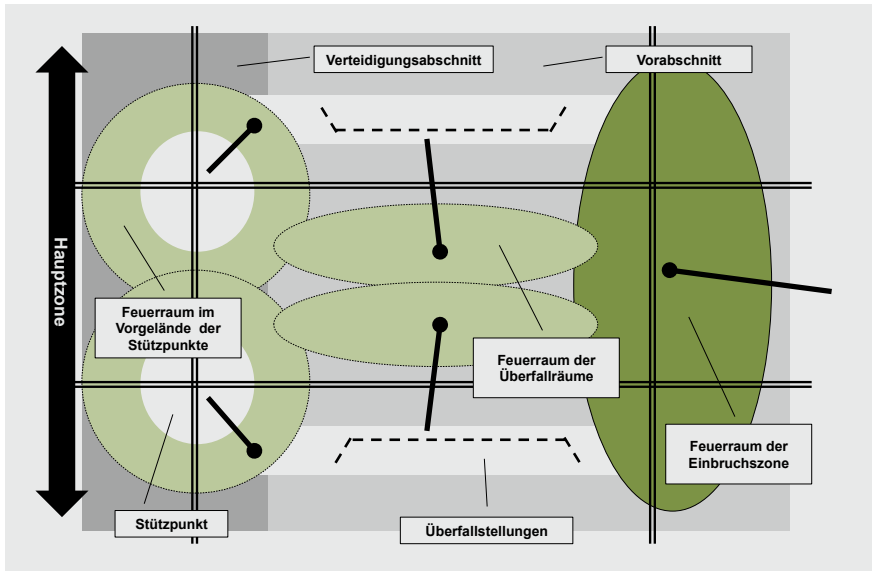 Verteidigungsabschnitt
Vorabschnitt
Hauptzone
Feuerraum im
Vorgelände der
Stützpunkte
Feuerraum der
Überfallräume
Feuerraum der
Einbruchszone
Stützpunkt
Überfallstellungen